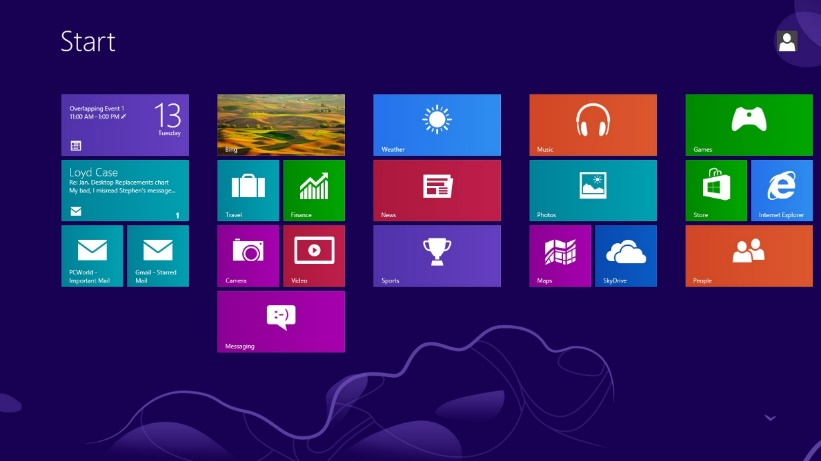 Start
Overlapping Event 1
11:00 AM - 1:00 PM
13
Tuesday
Loyd Case
Re: Jan. Desktop Replacements chart
My bad, I misread Stephen's message...
1
PCWorld -
Important Mail
Gmail - Starred
Mail
Bing
Travel
Finance
Camera
Video
Messaging
Weather
News
Sports
Music
Photos
Maps
SkyDrive
Games
Store
Internet Explorer
People